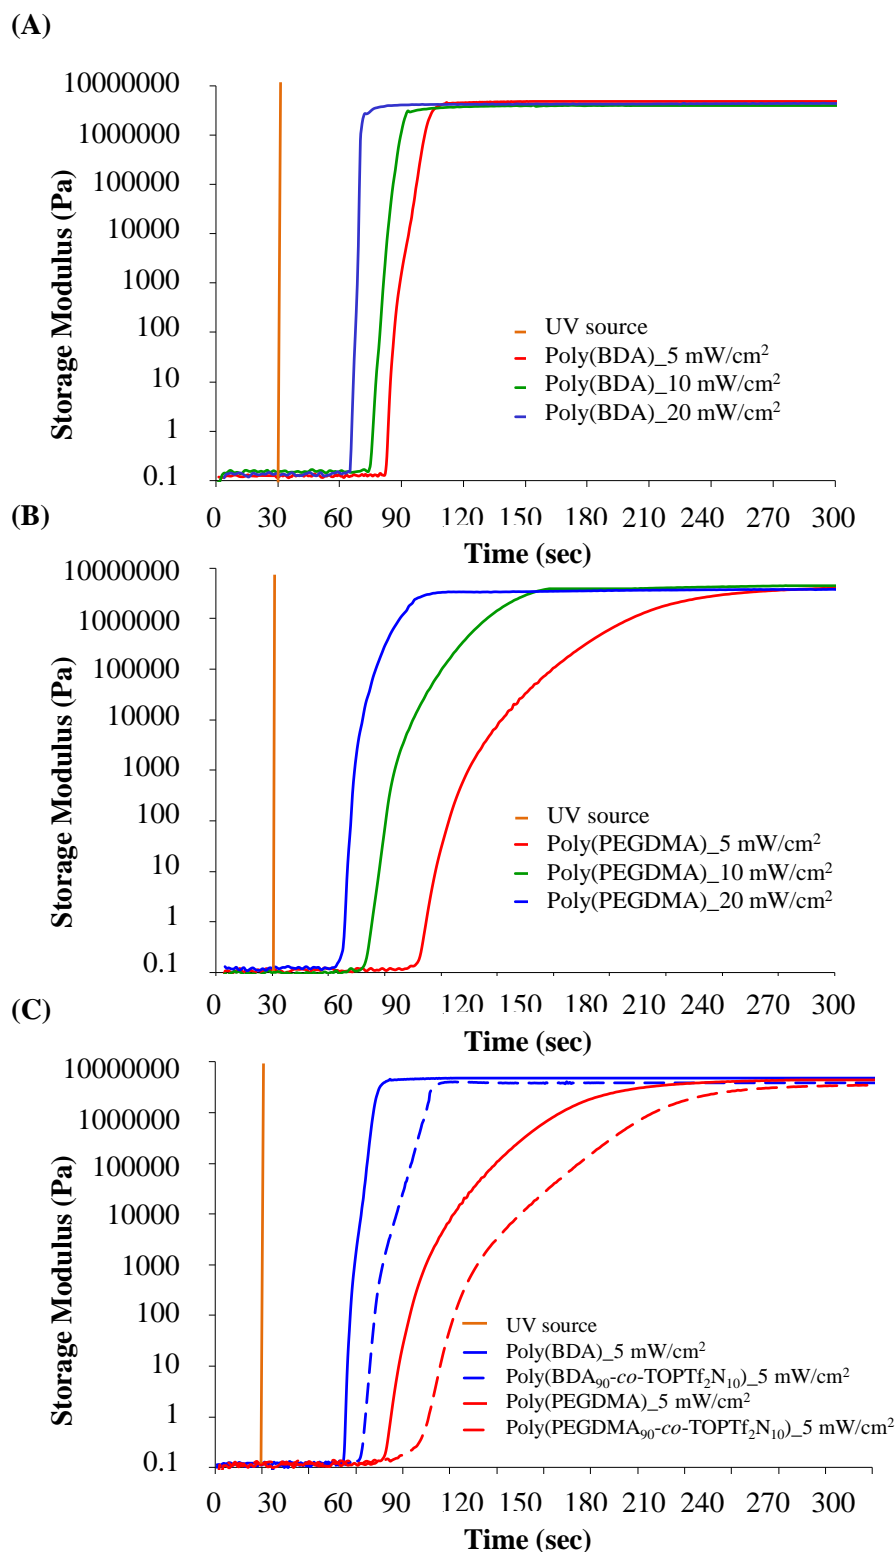 (A)
Storage Modulus (Pa)
10000000
1000000
100000
10000
1000
100
10
1
0.1
UV source
Poly(BDA)_5 mW/cm²
Poly(BDA)_10 mW/cm²
Poly(BDA)_20 mW/cm²
0 30 60 90 120 150 180 210 240 270 300
Time (sec)
(B)
Storage Modulus (Pa)
10000000
1000000
100000
10000
1000
100
10
1
0.1
UV source
Poly(PEGDMA)_5 mW/cm²
Poly(PEGDMA)_10 mW/cm²
Poly(PEGDMA)_20 mW/cm²
0 30 60 90 120 150 180 210 240 270 300
Time (sec)
(C)
Storage Modulus (Pa)
10000000
1000000
100000
10000
1000
100
10
1
0.1
UV source
Poly(BDA)_5 mW/cm²
Poly(BDA₉₀-co-TOPTf₂N₁₀)_5 mW/cm²
Poly(PEGDMA)_5 mW/cm²
Poly(PEGDMA₉₀-co-TOPTf₂N₁₀)_5 mW/cm²
0 30 60 90 120 150 180 210 240 270 300
Time (sec)